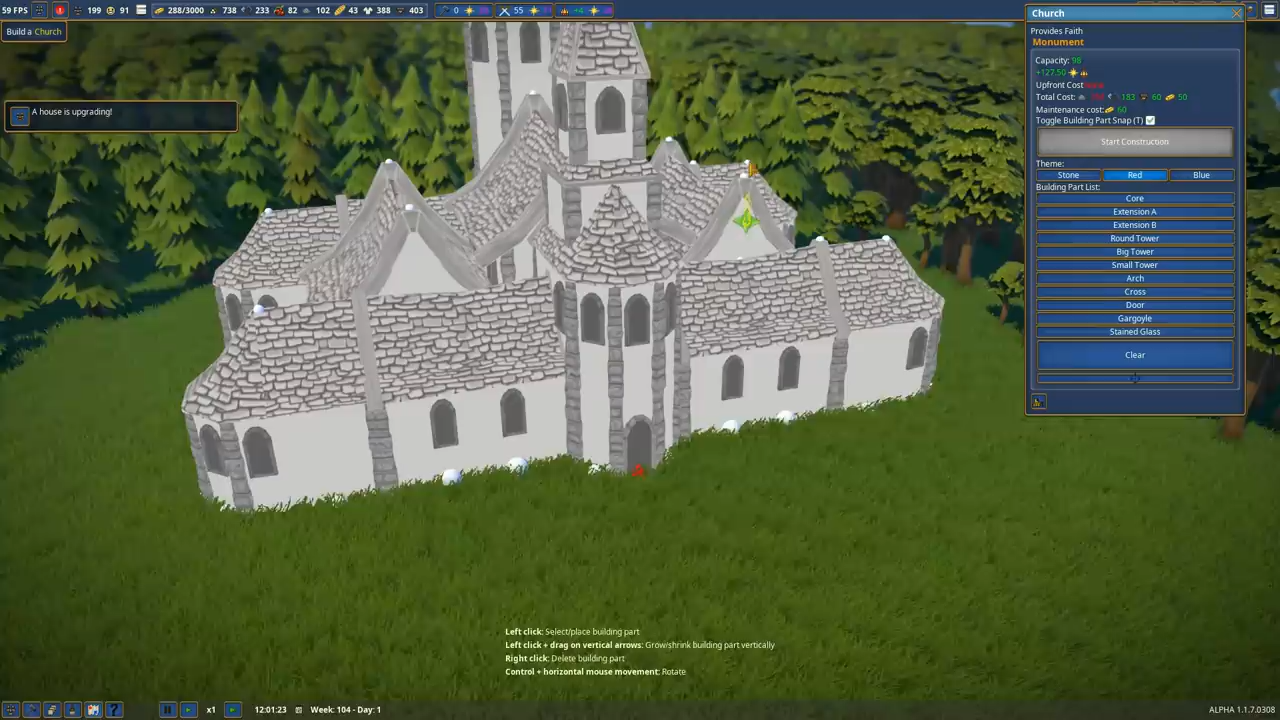 59 FPS 199 91 288/3000 738 233 82 102 43 388 403 0 55 +4
Build a Church
A house is upgrading!
Church
Provides Faith
Monument
Capacity: 98
+127.50
Upfront Cost
Total Cost: 183 60 50
Maintenance cost: 60
Toggle Building Part Snap (T)
Start Construction
Theme:
Stone Red Blue
Building Part List:
Core
Extension A
Extension B
Round Tower
Big Tower
Small Tower
Arch
Cross
Door
Gargoyle
Stained Glass
Clear
Left click: Select/place building part
Left click + drag on vertical arrows: Grow/shrink building part vertically
Right click: Delete building part
Control + horizontal mouse movement: Rotate
x1 12:01:23 Week: 104 - Day: 1
ALPHA 1.1.7.0308